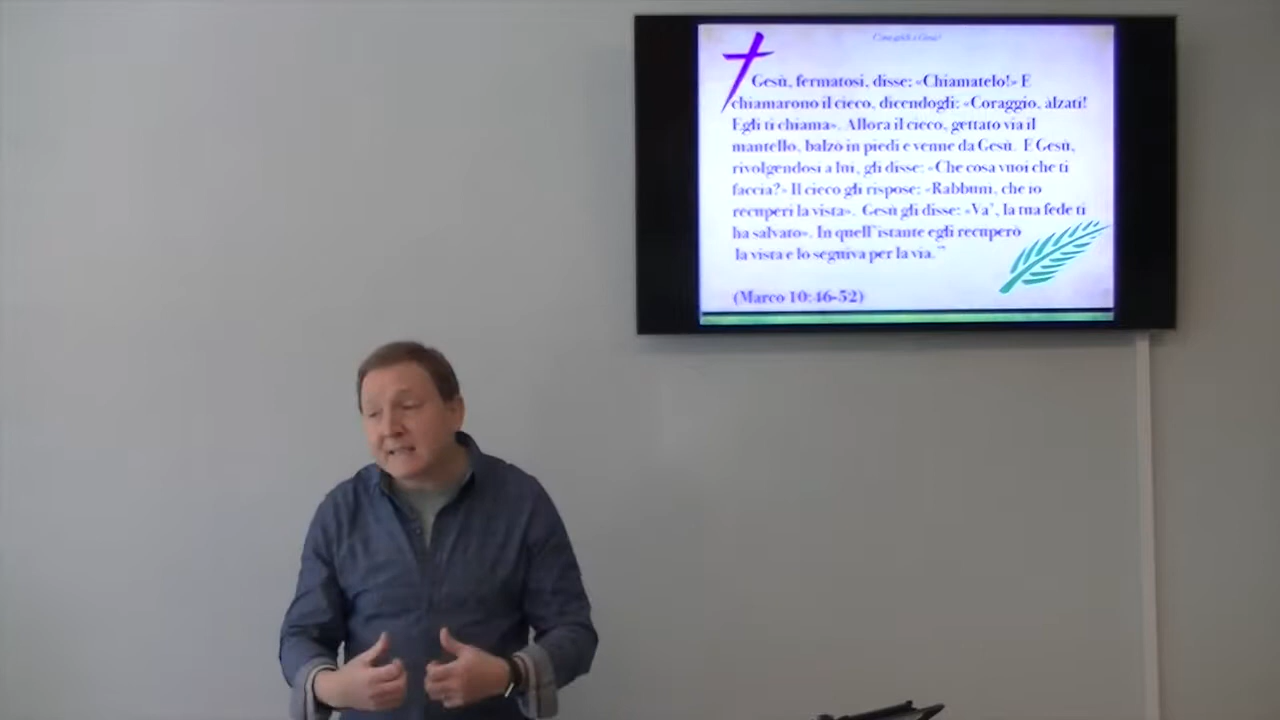 Gesù, fermatosi, disse: «Chiamatelo!» E
chiamarono il cieco, dicendogli: «Coraggio, àlzati!
Egli ti chiama». Allora il cieco, gettato via il
mantello, balzò in piedi e venne da Gesù. E Gesù,
rivolgendosi a lui, gli disse: «Che cosa vuoi che ti
faccia?» Il cieco gli rispose: «Rabbuni, che io
recuperi la vista». Gesù gli disse: «Va', la tua fede ti
ha salvato». In quell'istante egli recuperò
la vista e lo seguiva per la via."
(Marco 10:46-52)